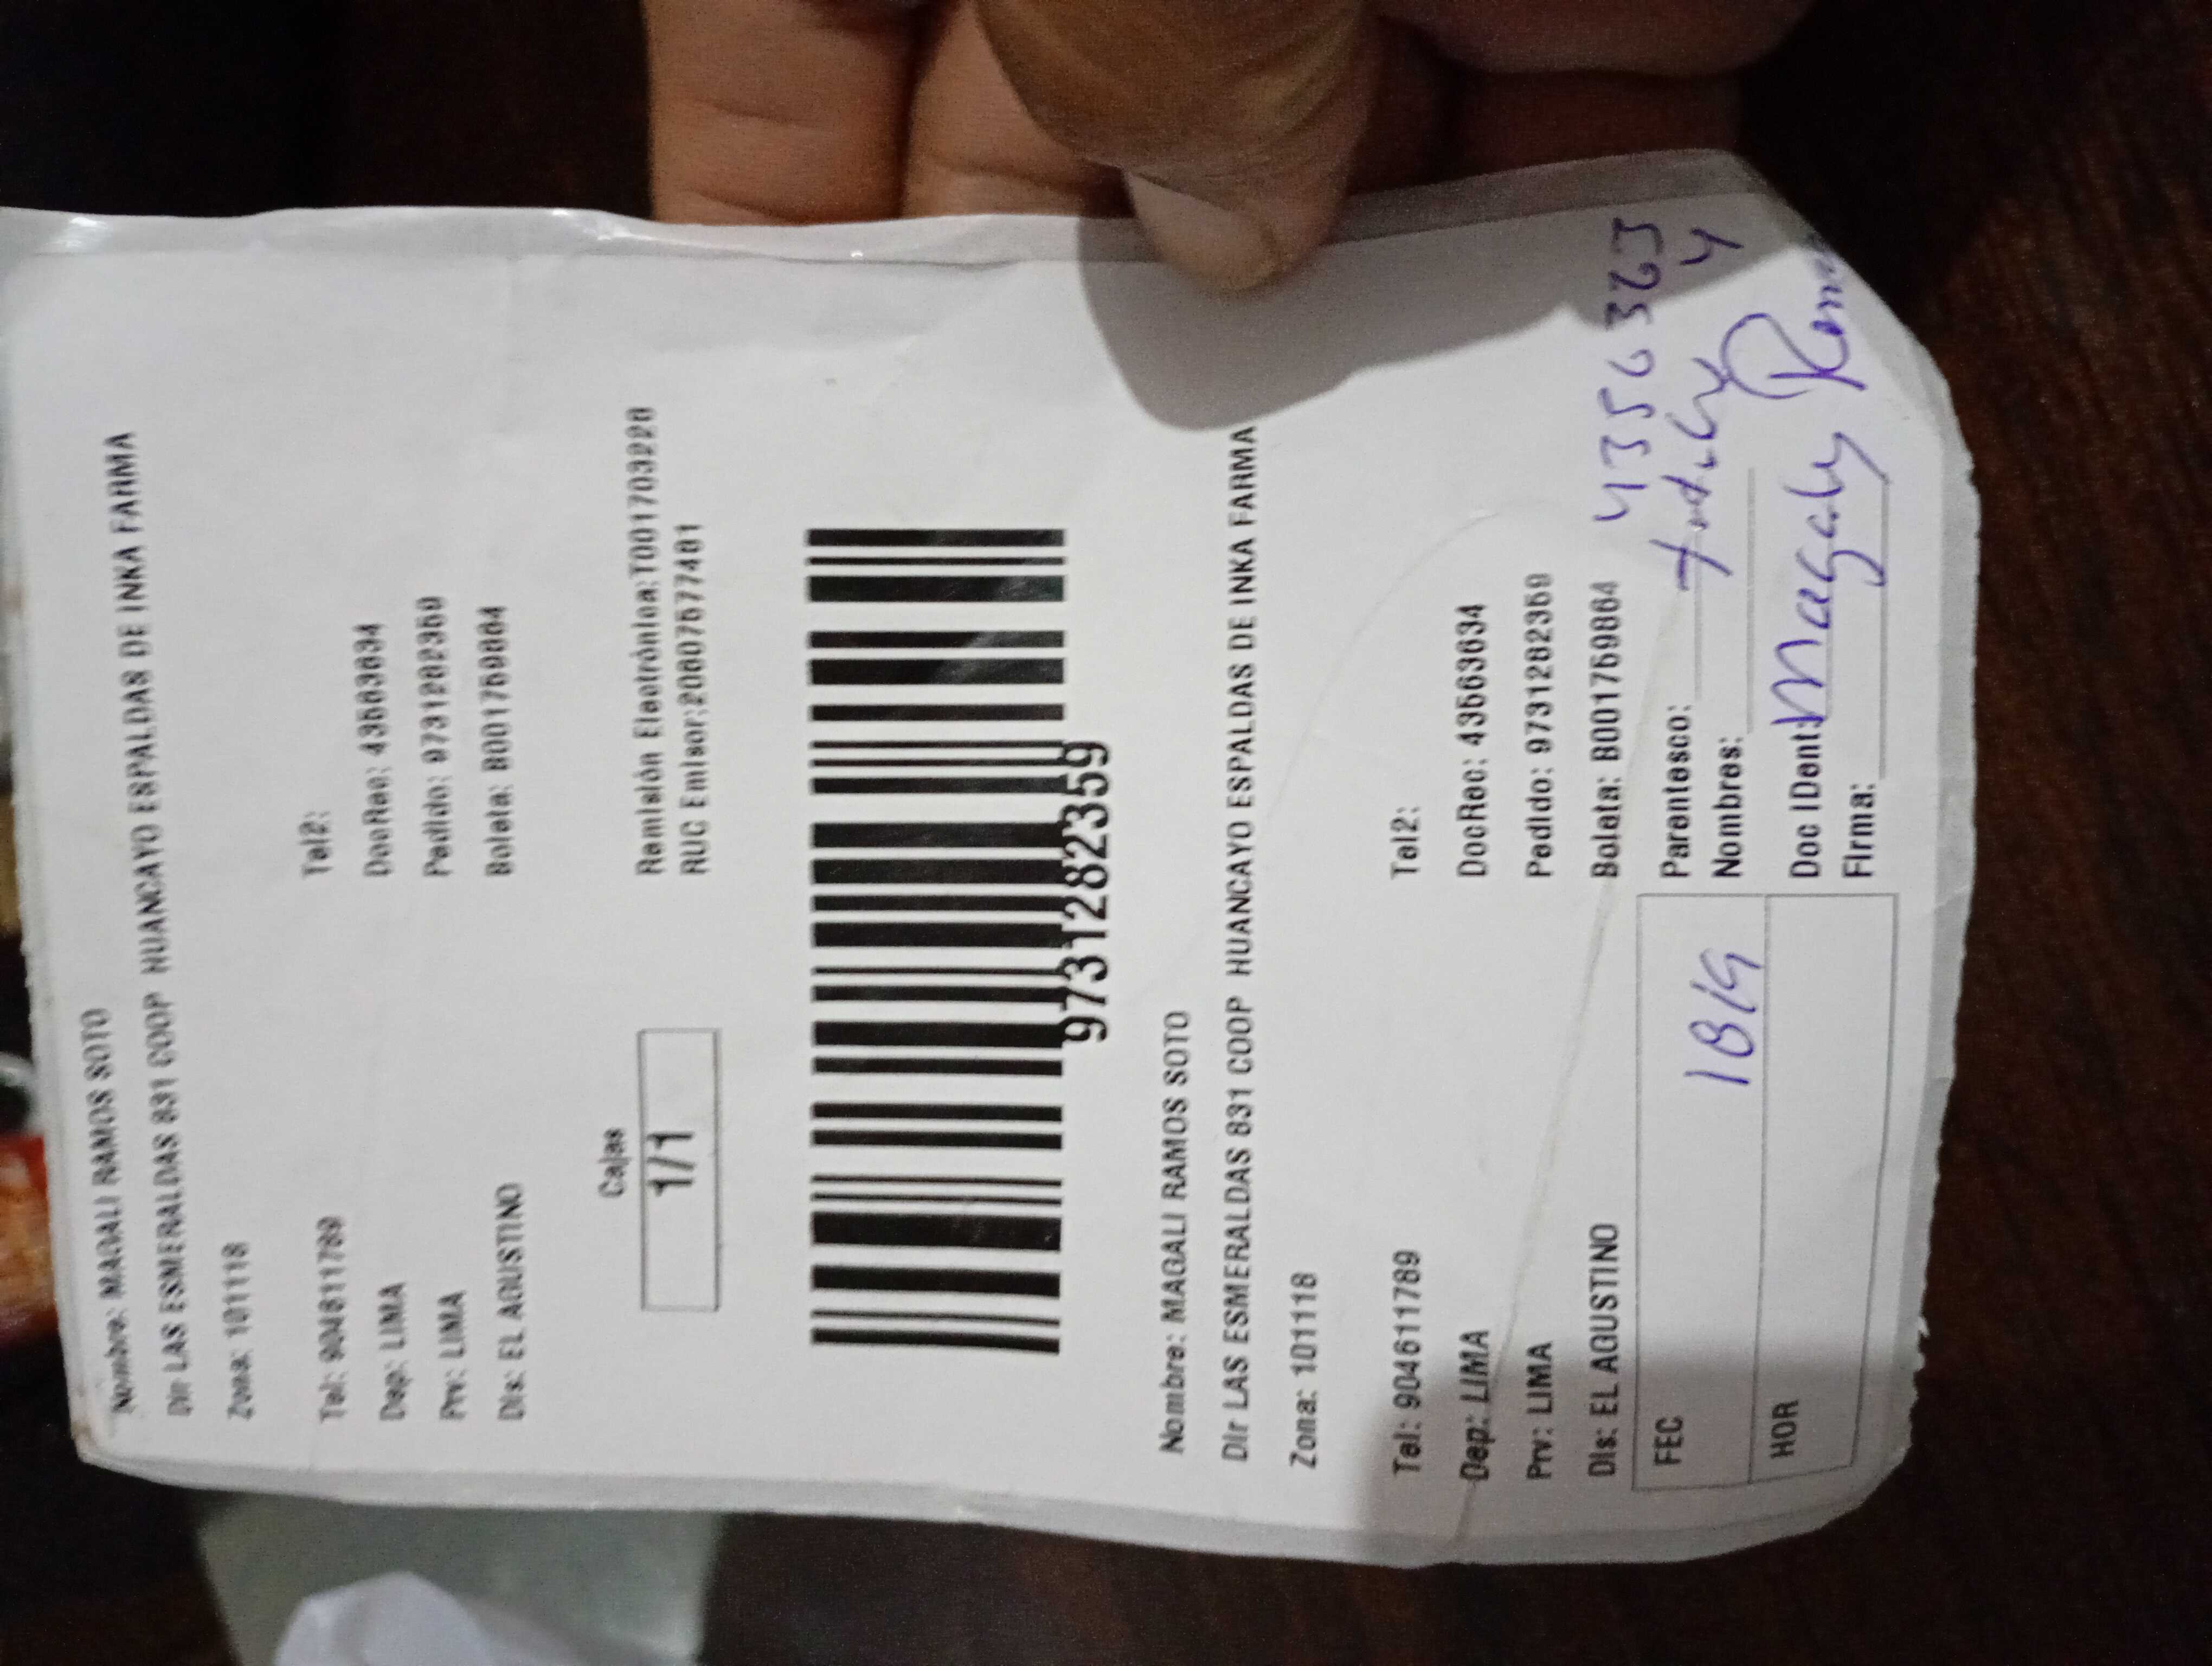 Nombre: MAGALI RAMOS SOTO
Dir LAS ESMERALDAS 831 COOP HUANCAYO ESPALDAS DE INKA FARMA
Zona: 101118
Tel: 904611789 Tel2:
Dep: LIMA DocRec: 43563634
Prv: LIMA Pedido: 9731282359
Dis: EL AGUSTINO Boleta: B001759864
Cajas
1/1
Remisión Electrónica:
RUC Emisor:
9731282359
Nombre: MAGALI RAMOS SOTO
Dir LAS ESMERALDAS 831 COOP HUANCAYO ESPALDAS DE INKA FARMA
Zona: 101118
Tel: 904611789 Tel2:
Dep: LIMA DocRec: 43563634
Prv: LIMA Pedido: 9731282359
Dis: EL AGUSTINO Boleta: B001759864
FEC Parentesco:
Nombres:
HOR Doc IDent: Magaly
Firma: